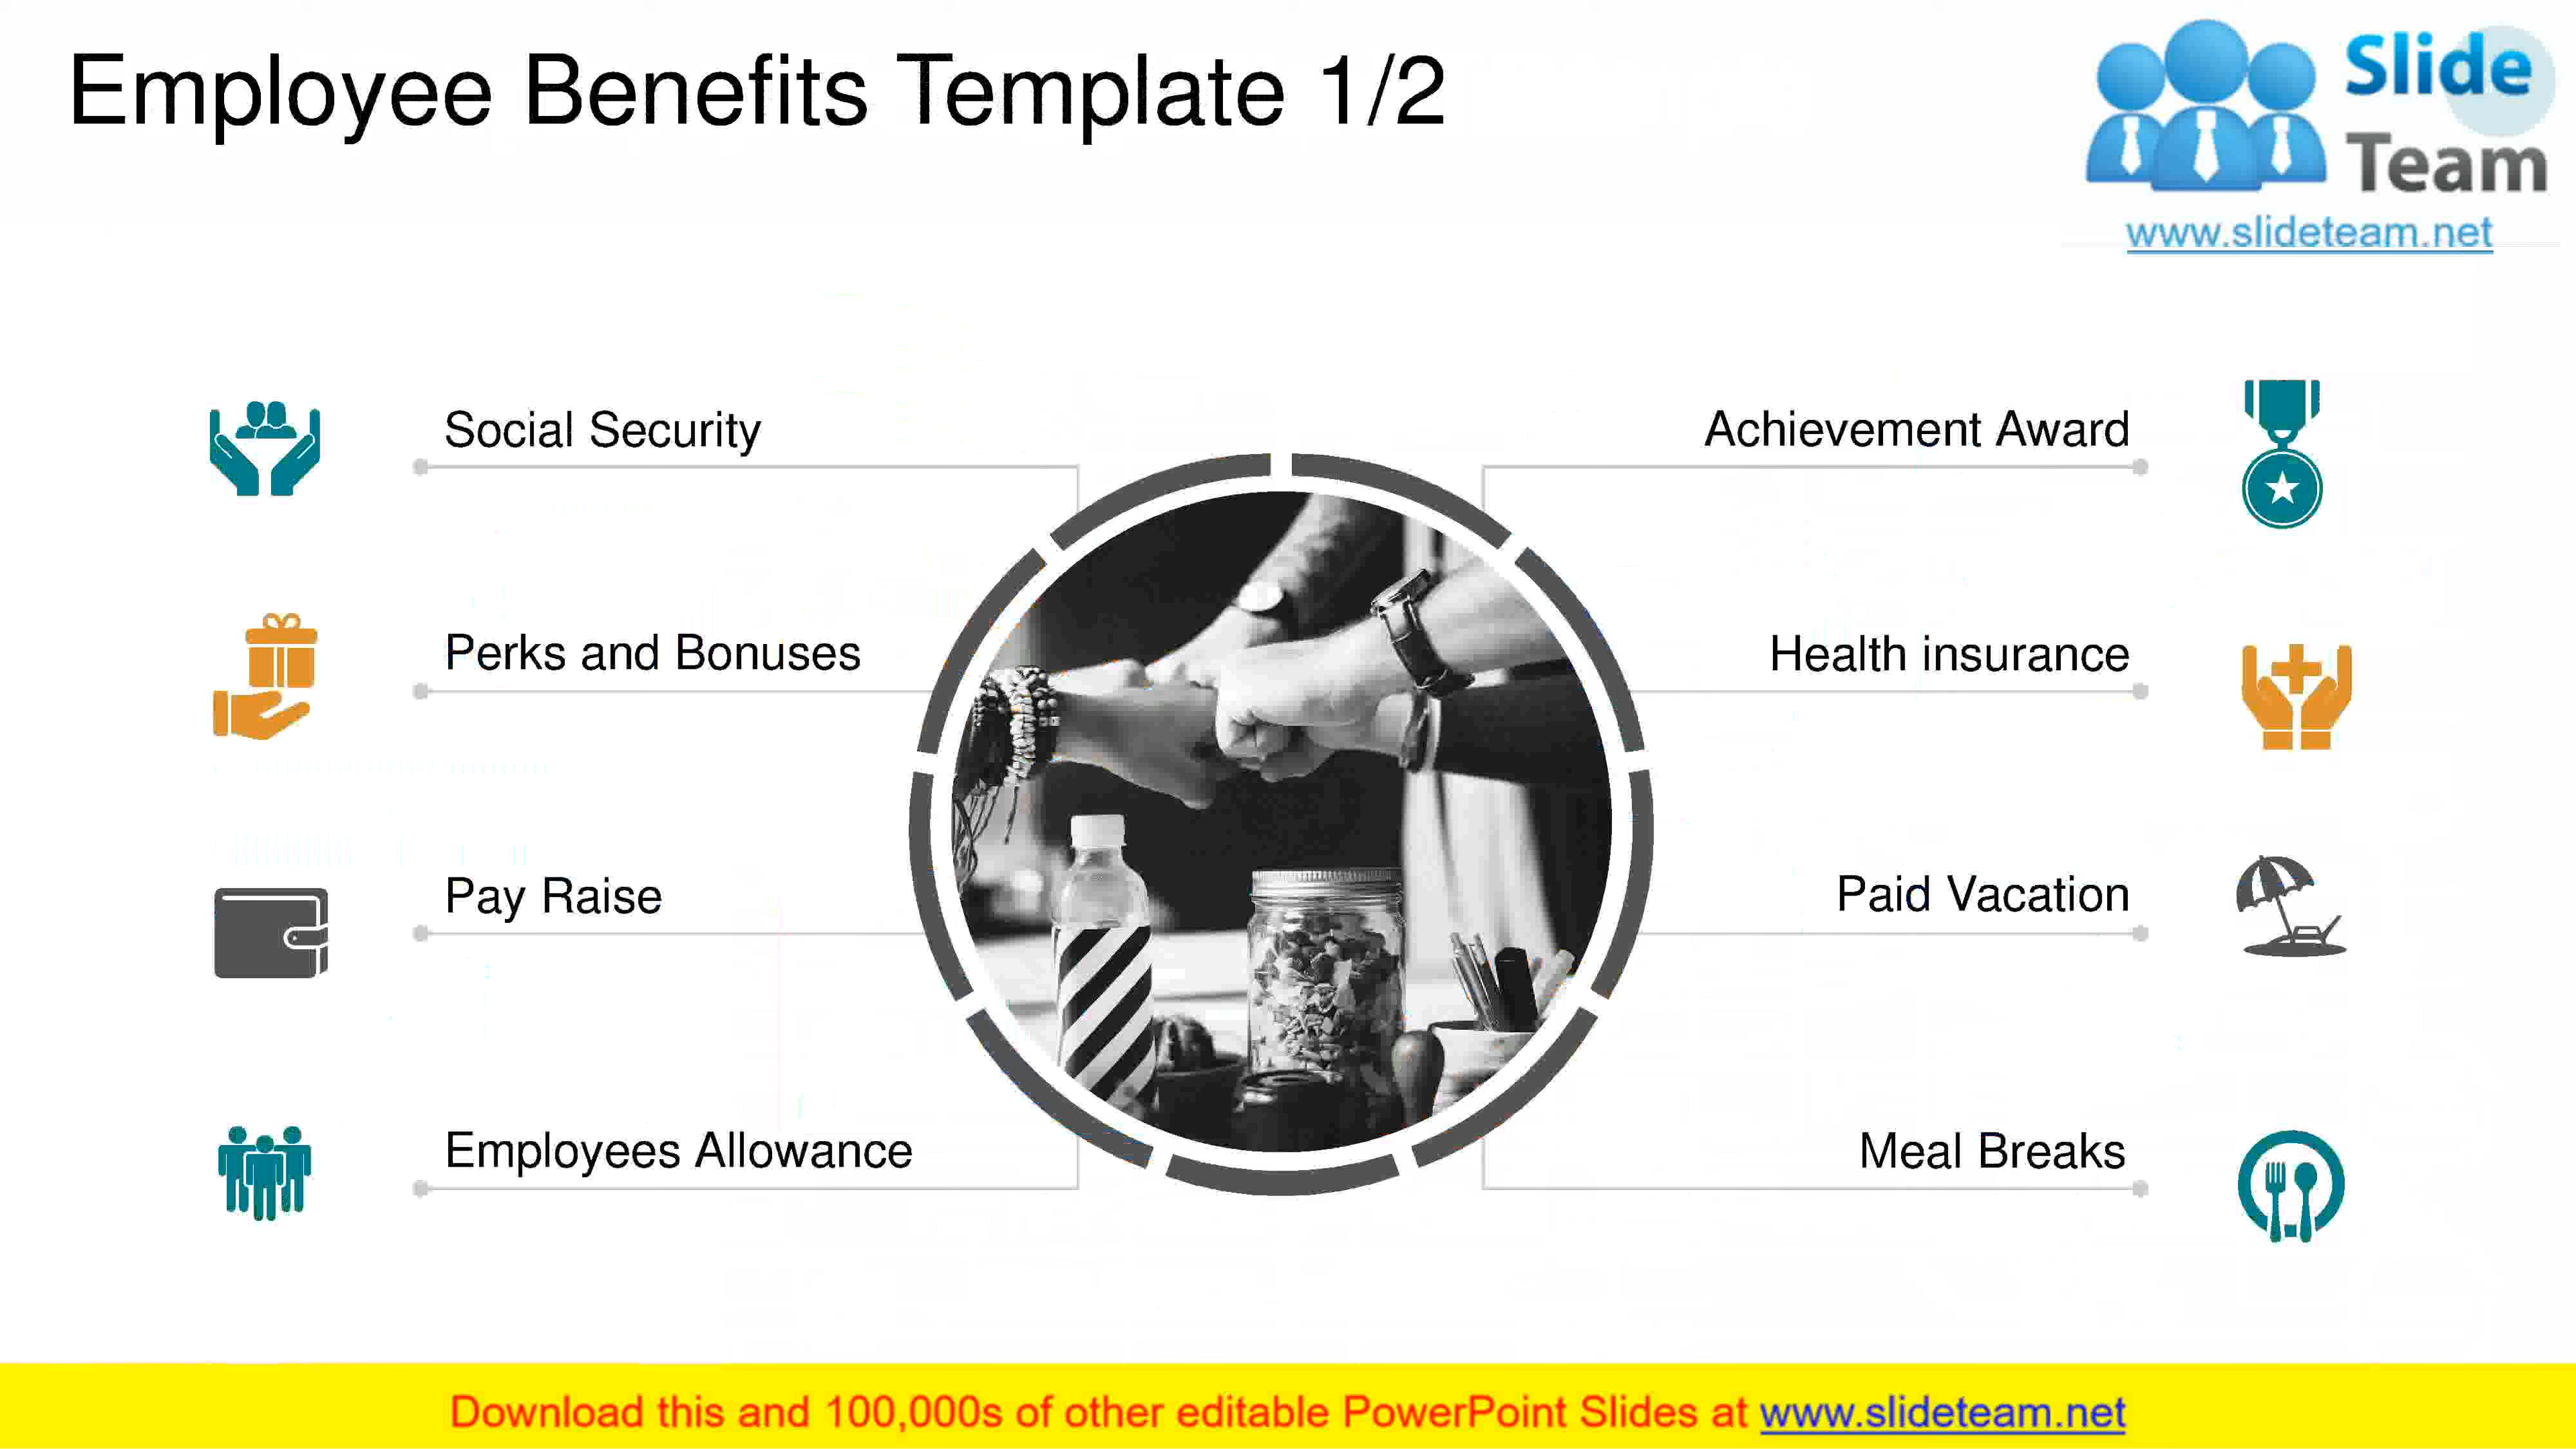 Employee Benefits Template 1/2
Slide
Team
www.slideteam.net
Social Security
Perks and Bonuses
Pay Raise
Employees Allowance
Achievement Award
Health insurance
Paid Vacation
Meal Breaks
Download this and 100,000s of other editable PowerPoint Slides at www.slideteam.net